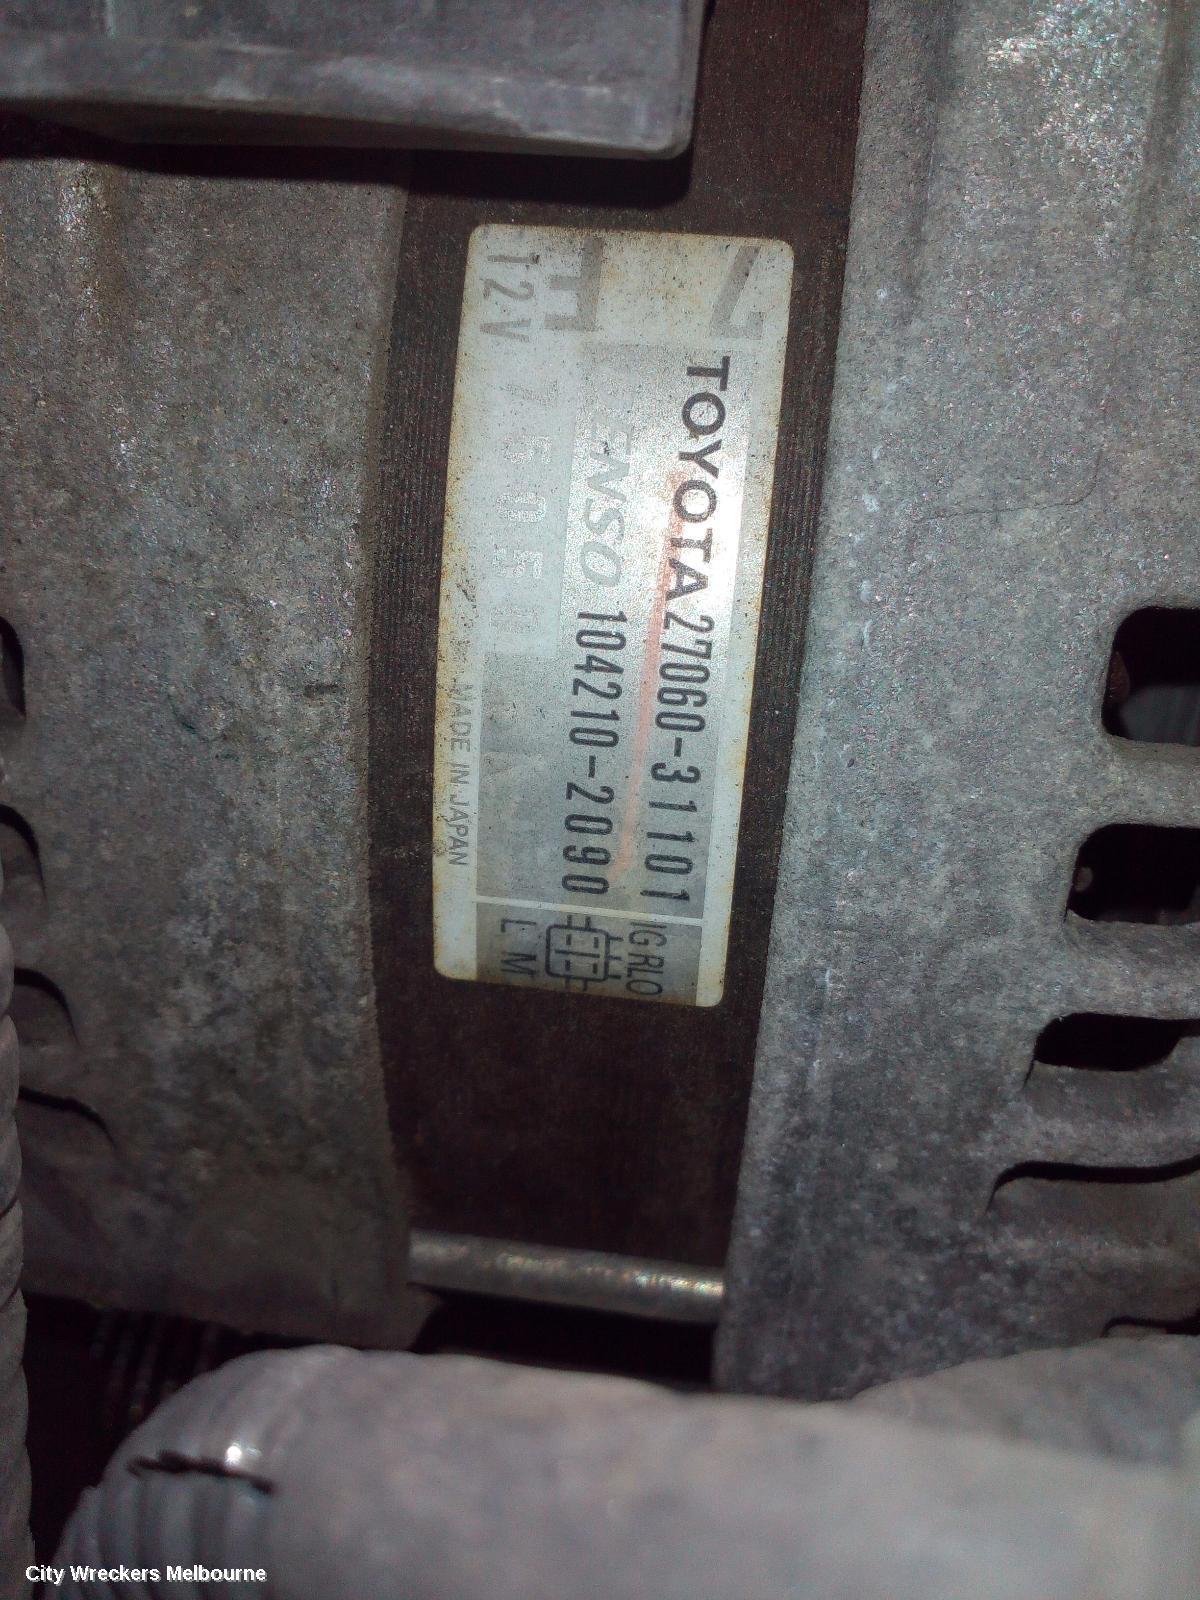 TOYOTA 27060-31101
DENSO 104210-2090
12V
MADE IN JAPAN
IG RLO
L M
City Wreckers Melbourne